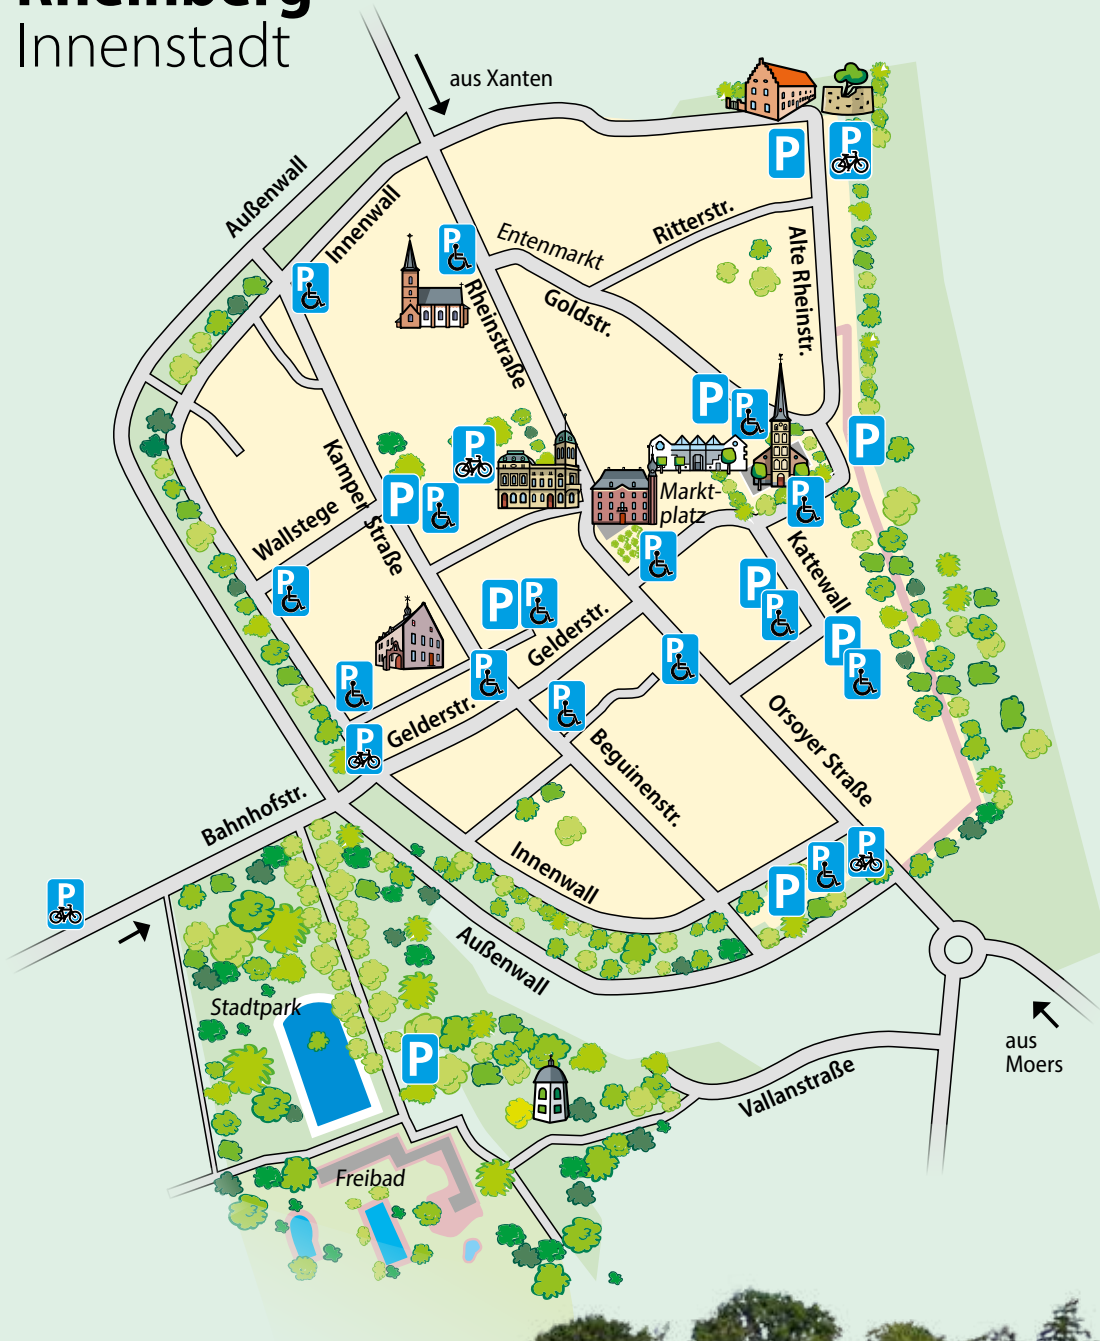 Rheinberg
Innenstadt
aus Xanten
Außenwall
Innenwall
P
P
P
P
Entenmarkt
Ritterstr.
Alte Rheinstr.
Goldstr.
Rheinstraße
P
P
P
P
P
P
P
Kamper Straße
Wallstege
Markt-
platz
P
P
P
Kattewall
P
P
P
P
P
P
Gelderstr.
P
P
P
P
P
Gelderstr.
P
Orsoyer Straße
Beguinenstr.
Bahnhofstr.
Innenwall
P
P
P
P
Außenwall
Stadtpark
P
aus
Moers
Vallanstraße
Freibad